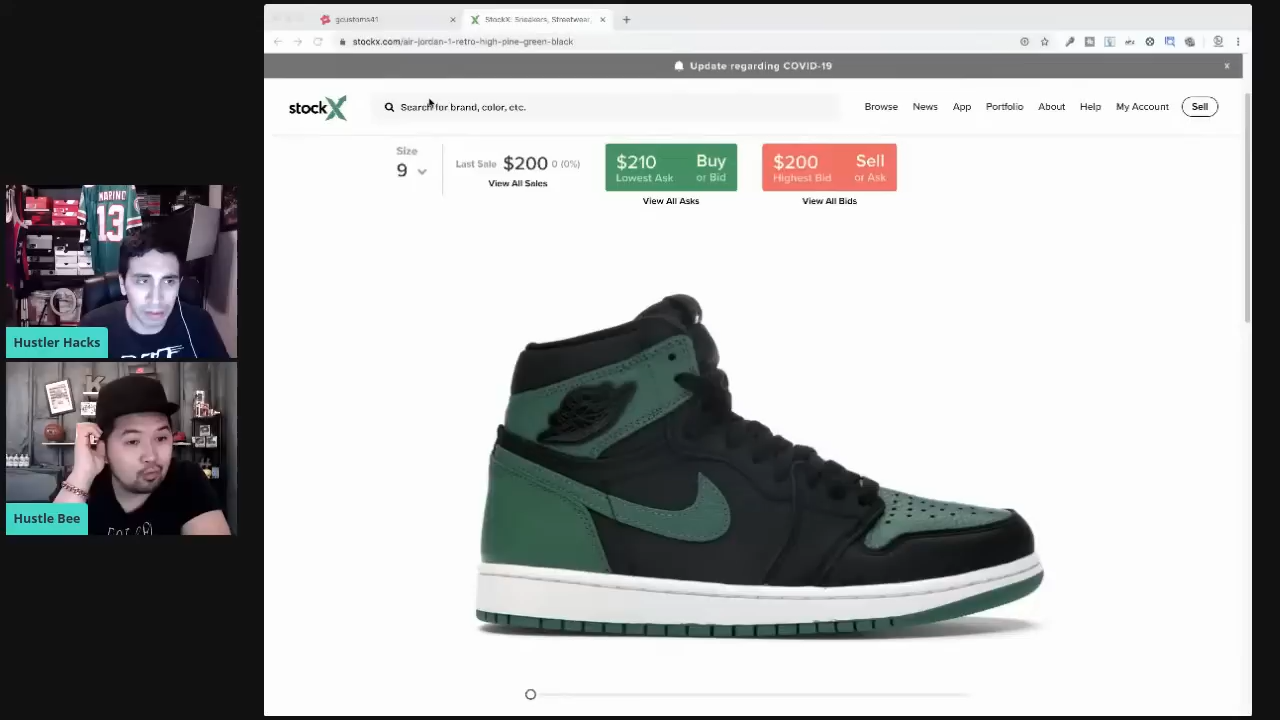 gcustoms41
StockX: Sneakers, Streetwear,
stockx.com/air-jordan-1-retro-high-pine-green-black
Update regarding COVID-19
stockX
Search for brand, color, etc.
Browse
News
App
Portfolio
About
Help
My Account
Sell
Size
9
Last Sale $200 0 (0%)
View All Sales
$210 Buy
Lowest Ask or Bid
View All Asks
$200 Sell
Highest Bid or Ask
View All Bids
MARINO
13
Hustler Hacks
K
Hustle Bee